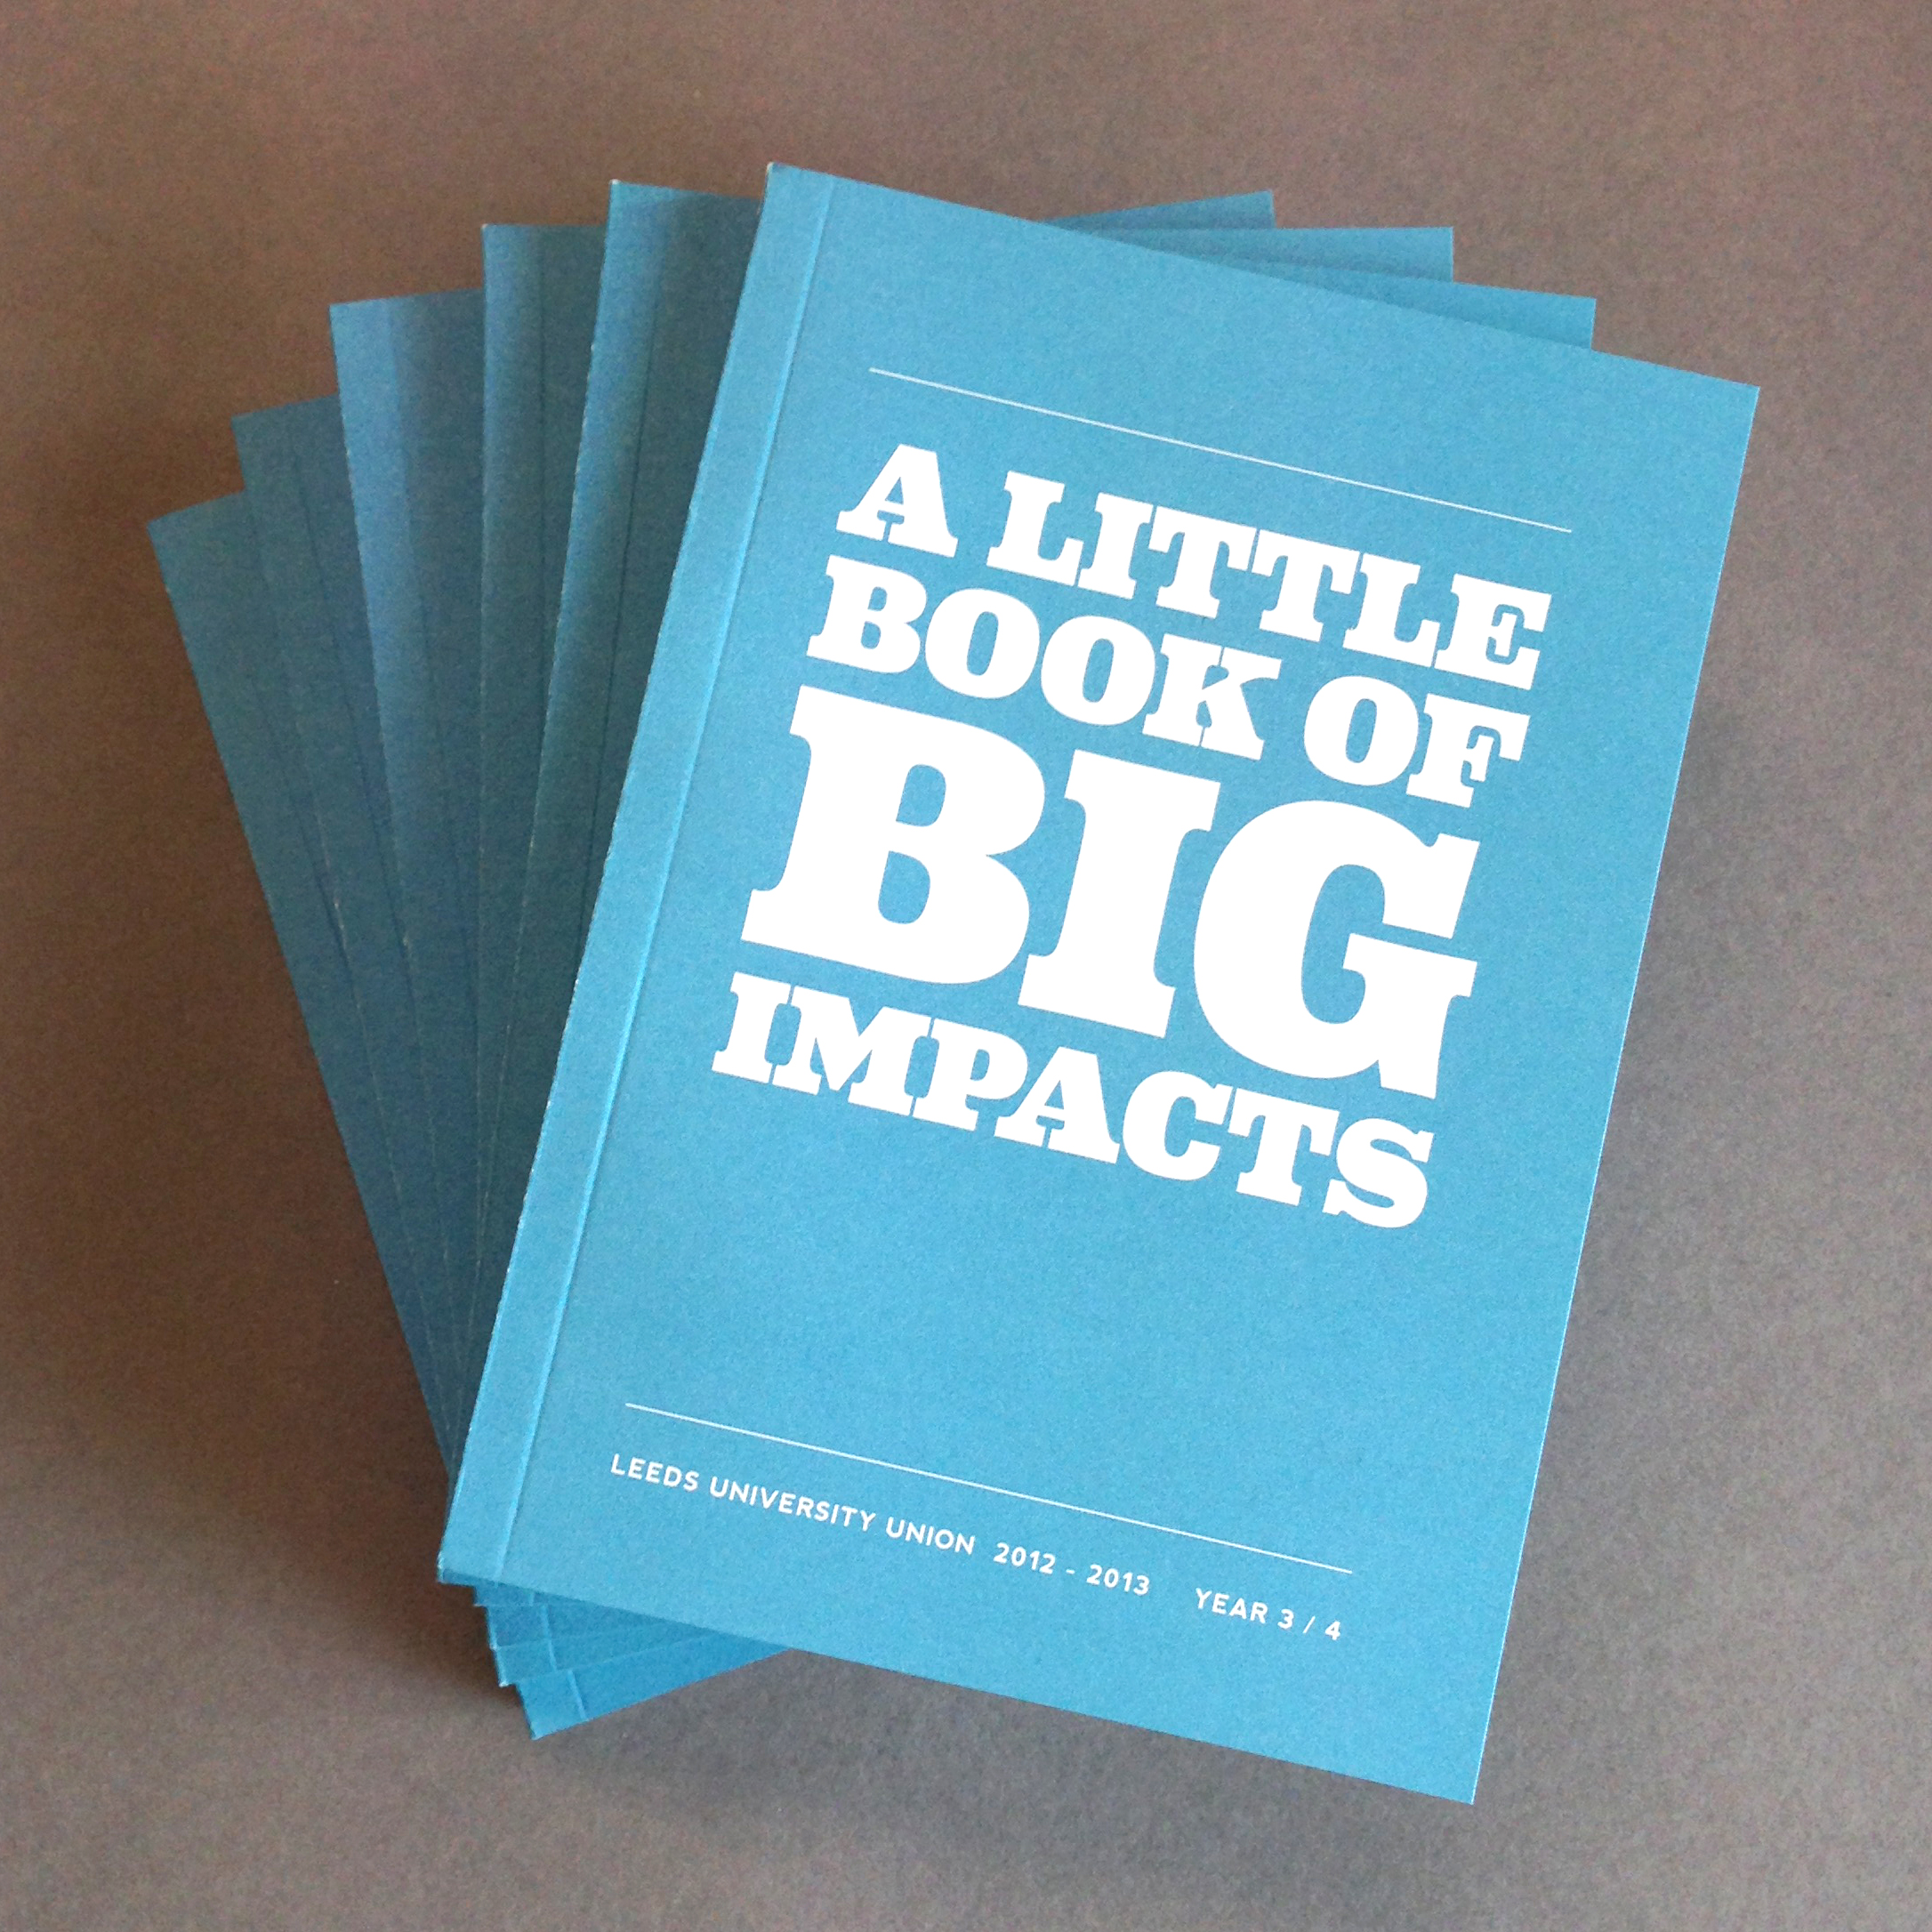 A LITTLE
BOOK OF
BIG
IMPACTS
LEEDS UNIVERSITY UNION 2012 - 2013 YEAR 3 / 4